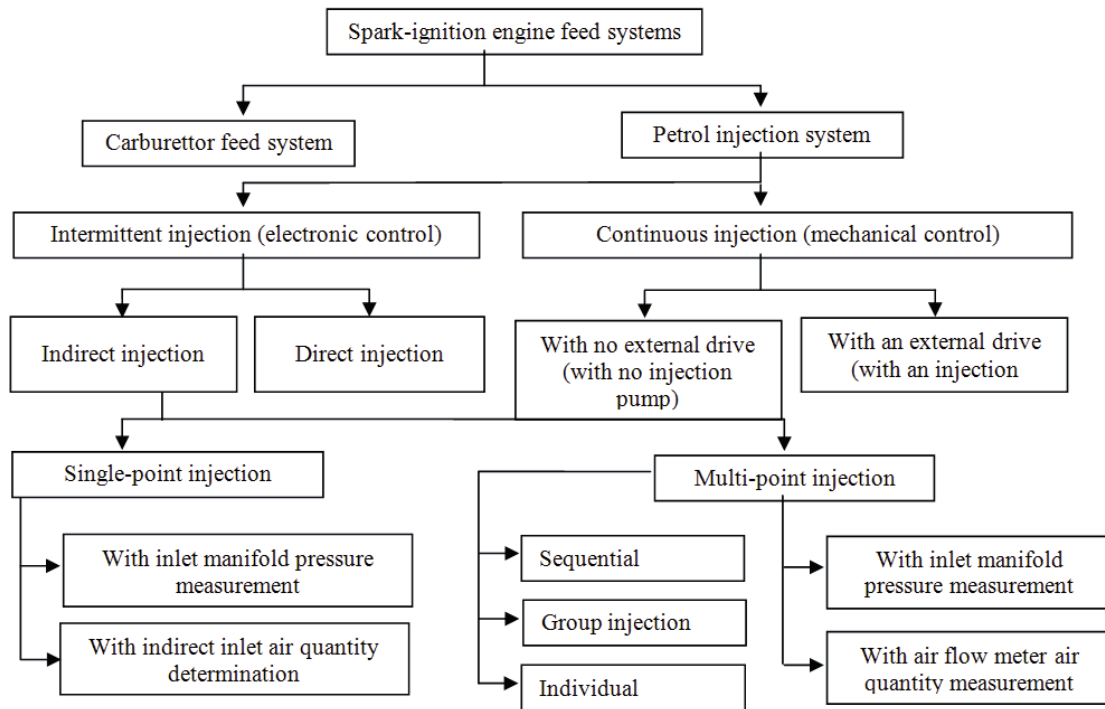 Spark-ignition engine feed systems
Carburettor feed system
Petrol injection system
Intermittent injection (electronic control)
Continuous injection (mechanical control)
Indirect injection
Direct injection
With no external drive
(with no injection
pump)
With an external drive
(with an injection
Single-point injection
Multi-point injection
With inlet manifold pressure
measurement
With indirect inlet air quantity
determination
Sequential
Group injection
Individual
With inlet manifold
pressure measurement
With air flow meter air
quantity measurement